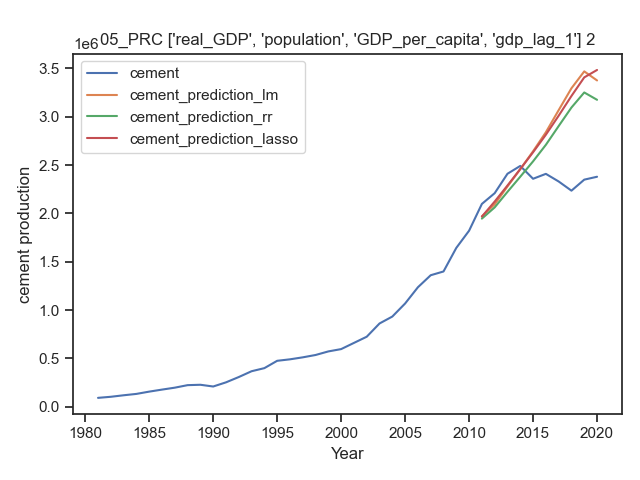 1e6
05_PRC ['real_GDP', 'population', 'GDP_per_capita', 'gdp_lag_1'] 2
cement
cement_prediction_lm
cement_prediction_rr
cement_prediction_lasso
3.5
3.0
2.5
2.0
1.5
1.0
0.5
0.0
cement production
1980
1985
1990
1995
2000
2005
2010
2015
2020
Year